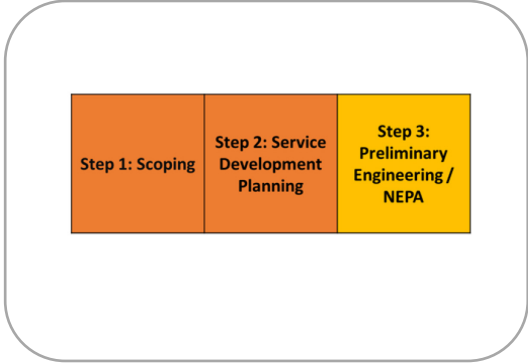 Step 1: Scoping
Step 2: Service
Development
Planning
Step 3:
Preliminary
Engineering /
NEPA